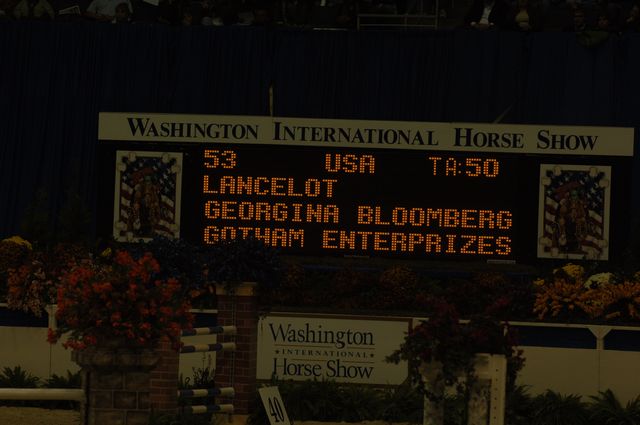 WASHINGTON INTERNATIONAL HORSE SHOW
53 USA TA:50
LANCELOT
GEORGINA BLOOMBERG
GOTHAM ENTERPRIZES
Washington
INTERNATIONAL
Horse Show
40